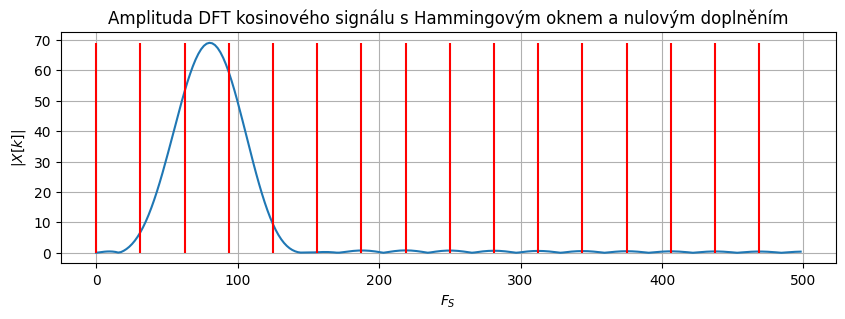 Amplituda DFT kosinového signálu s Hammingovým oknem a nulovým doplněním
70
60
50
40
30
20
10
0
|X[k]|
0 100 200 300 400 500
F_S